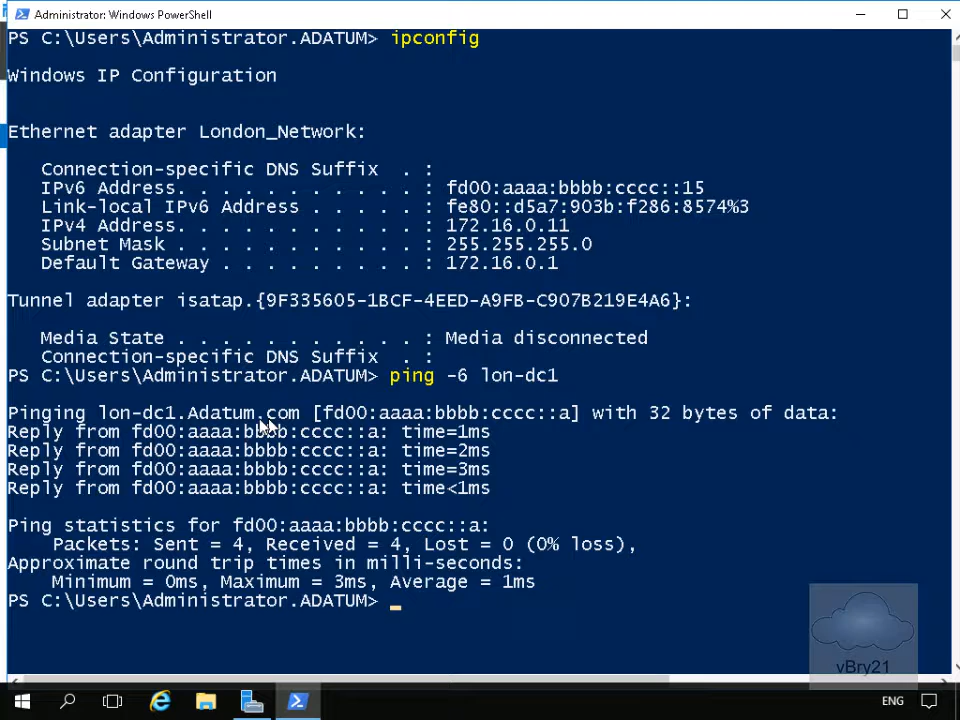 Administrator: Windows PowerShell
PS C:\Users\Administrator.ADATUM> ipconfig
Windows IP Configuration
Ethernet adapter London_Network:
Connection-specific DNS Suffix . :
IPv6 Address. . . . . . . . . . . : fd00:aaaa:bbbb:cccc::15
Link-local IPv6 Address . . . . . : fe80::d5a7:903b:f286:8574%3
IPv4 Address. . . . . . . . . . . : 172.16.0.11
Subnet Mask . . . . . . . . . . . : 255.255.255.0
Default Gateway . . . . . . . . . : 172.16.0.1
Tunnel adapter isatap.{9F335605-1BCF-4EED-A9FB-C907B219E4A6}:
Media State . . . . . . . . . . . : Media disconnected
Connection-specific DNS Suffix . :
PS C:\Users\Administrator.ADATUM> ping -6 lon-dc1
Pinging lon-dc1.Adatum.com [fd00:aaaa:bbbb:cccc::a] with 32 bytes of data:
Reply from fd00:aaaa:bbbb:cccc::a: time=1ms
Reply from fd00:aaaa:bbbb:cccc::a: time=2ms
Reply from fd00:aaaa:bbbb:cccc::a: time=3ms
Reply from fd00:aaaa:bbbb:cccc::a: time<1ms
Ping statistics for fd00:aaaa:bbbb:cccc::a:
Packets: Sent = 4, Received = 4, Lost = 0 (0% loss),
Approximate round trip times in milli-seconds:
Minimum = 0ms, Maximum = 3ms, Average = 1ms
PS C:\Users\Administrator.ADATUM>
vBry21
ENG